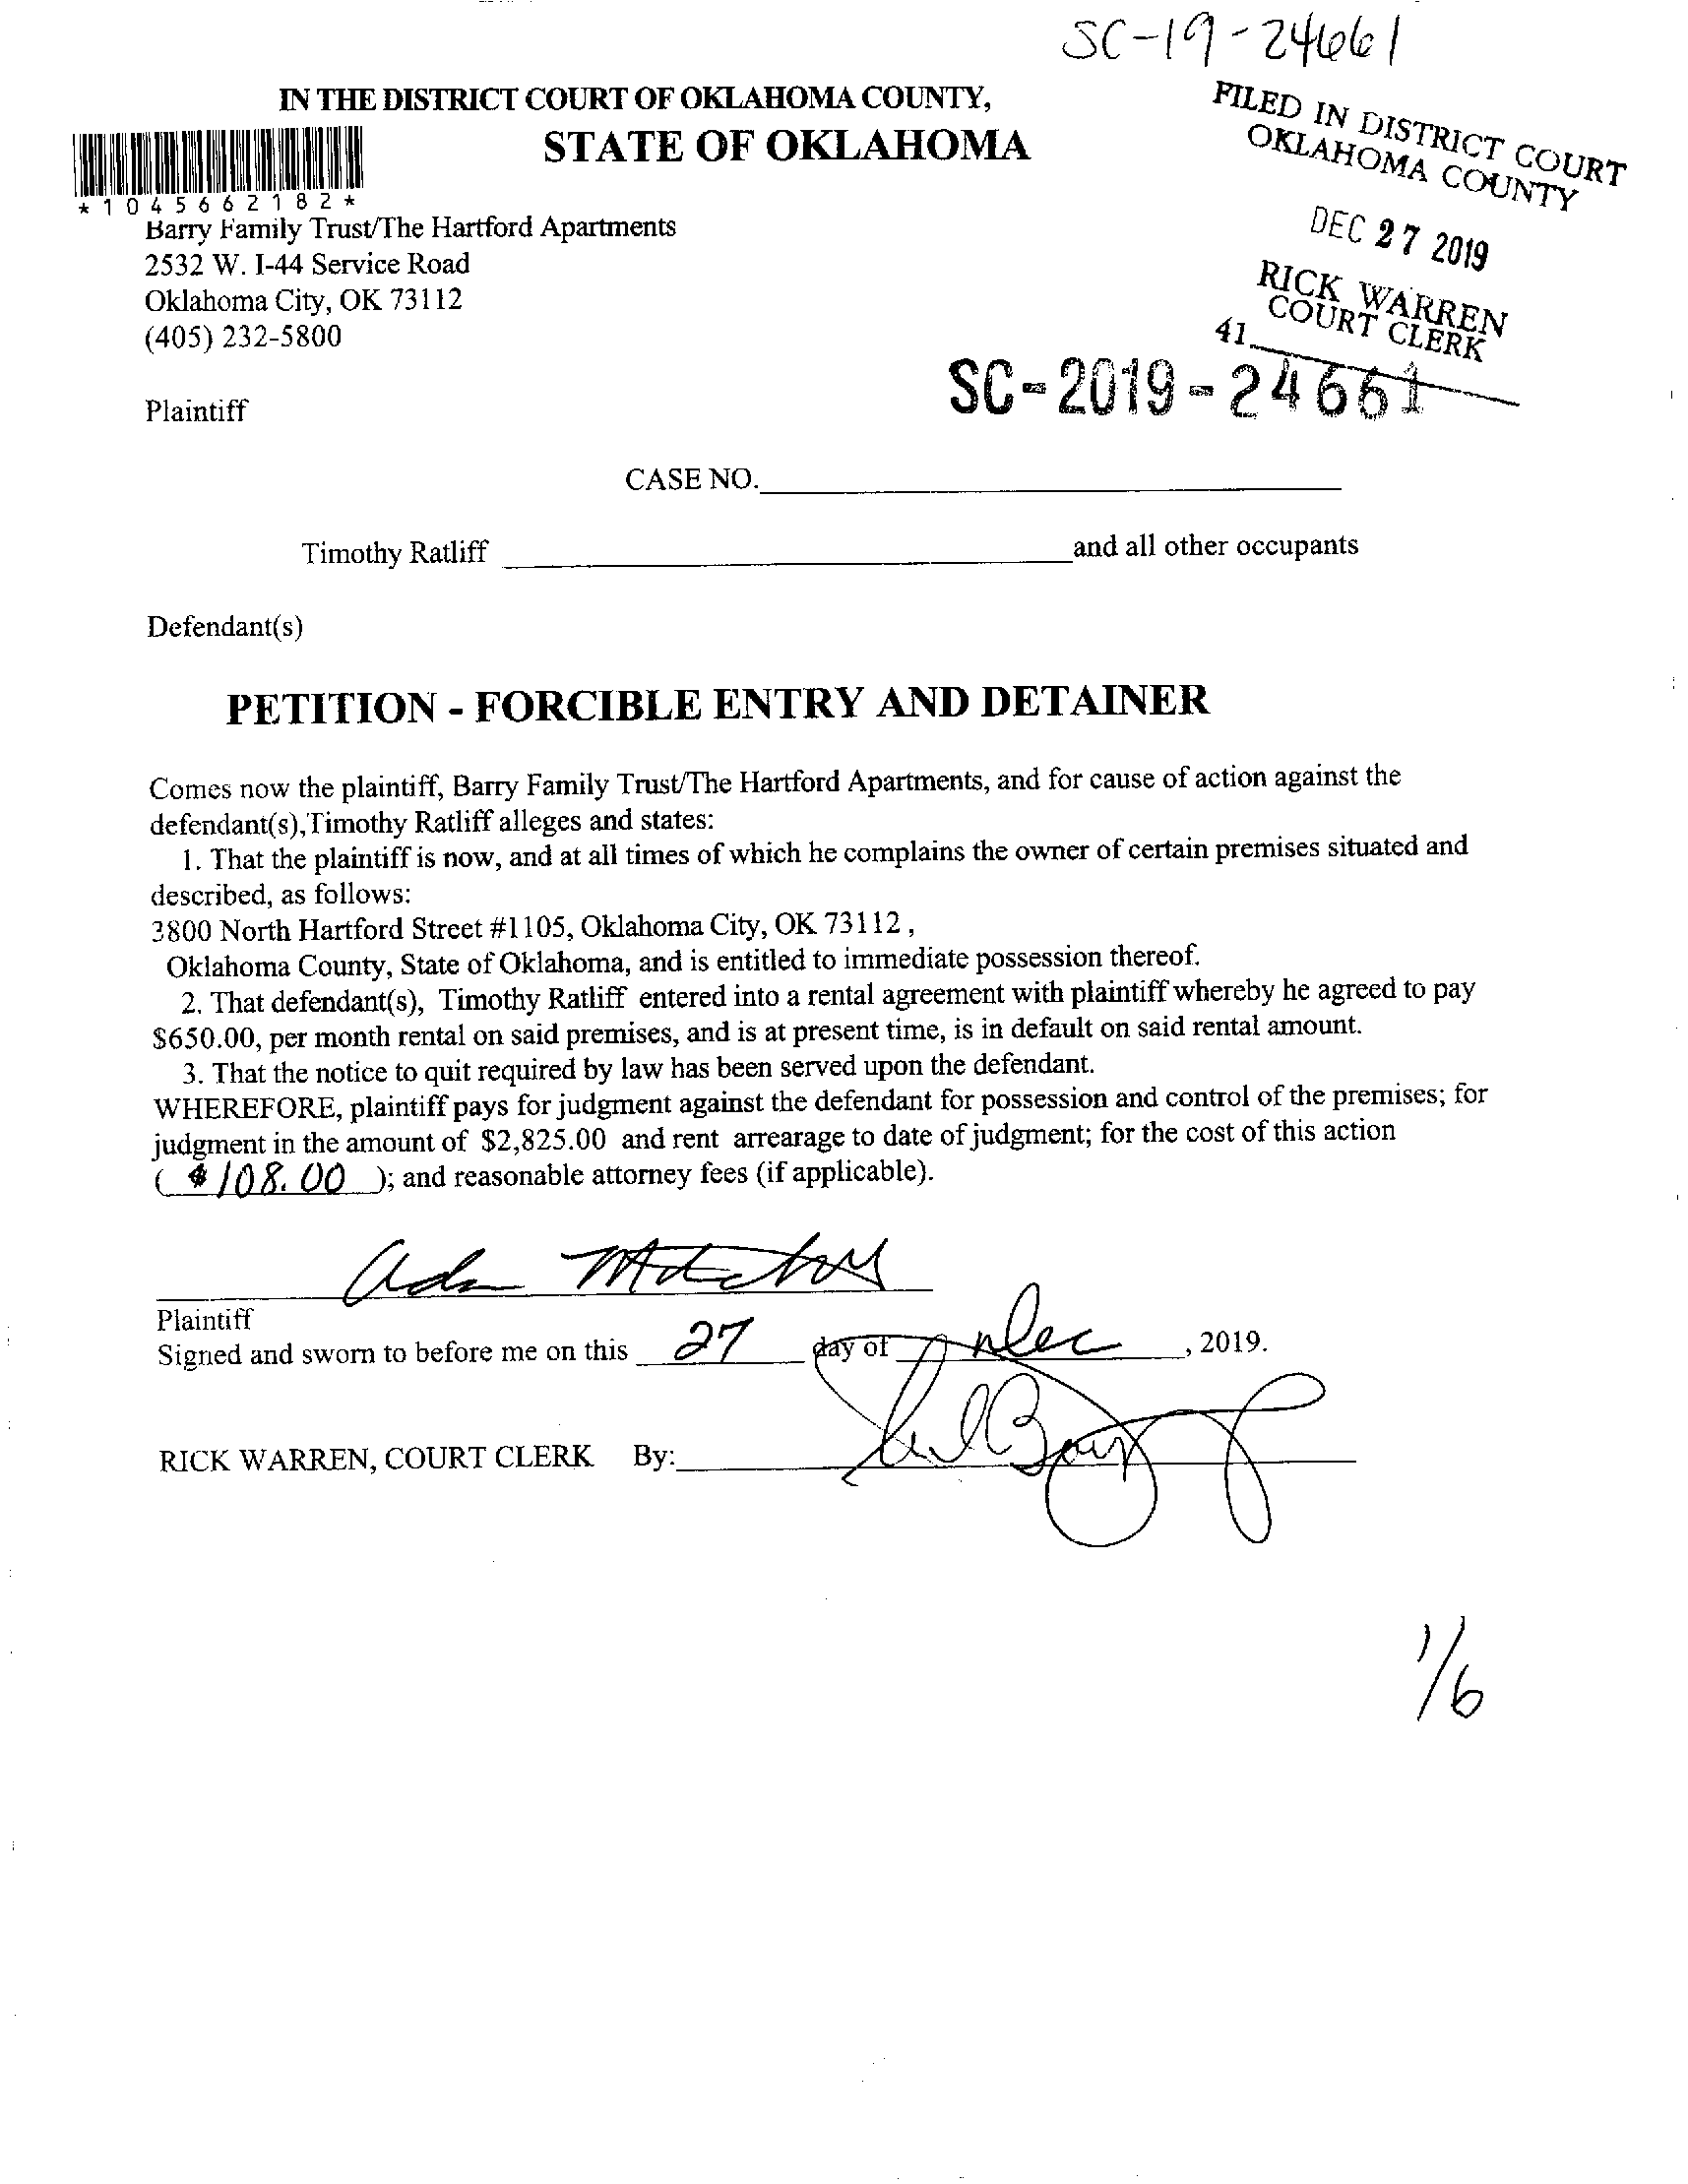 SC-19-24661
IN THE DISTRICT COURT OF OKLAHOMA COUNTY,
STATE OF OKLAHOMA
FILED IN DISTRICT COURT
OKLAHOMA COUNTY
DEC 27 2019
RICK WARREN
COURT CLERK
41
*1045662182*
Barry Family Trust/The Hartford Apartments
2532 W. I-44 Service Road
Oklahoma City, OK 73112
(405) 232-5800
SC-2019-24661
Plaintiff
CASE NO.
Timothy Ratliff and all other occupants
Defendant(s)
PETITION - FORCIBLE ENTRY AND DETAINER
Comes now the plaintiff, Barry Family Trust/The Hartford Apartments, and for cause of action against the
defendant(s),Timothy Ratliff alleges and states:
1. That the plaintiff is now, and at all times of which he complains the owner of certain premises situated and
described, as follows:
3800 North Hartford Street #1105, Oklahoma City, OK 73112 ,
Oklahoma County, State of Oklahoma, and is entitled to immediate possession thereof.
2. That defendant(s), Timothy Ratliff entered into a rental agreement with plaintiff whereby he agreed to pay
$650.00, per month rental on said premises, and is at present time, is in default on said rental amount.
3. That the notice to quit required by law has been served upon the defendant.
WHEREFORE, plaintiff pays for judgment against the defendant for possession and control of the premises; for
judgment in the amount of $2,825.00 and rent arrearage to date of judgment; for the cost of this action
( $108.00 ); and reasonable attorney fees (if applicable).
Plaintiff
Signed and sworn to before me on this 27 day of Dec , 2019.
RICK WARREN, COURT CLERK By:
1/6